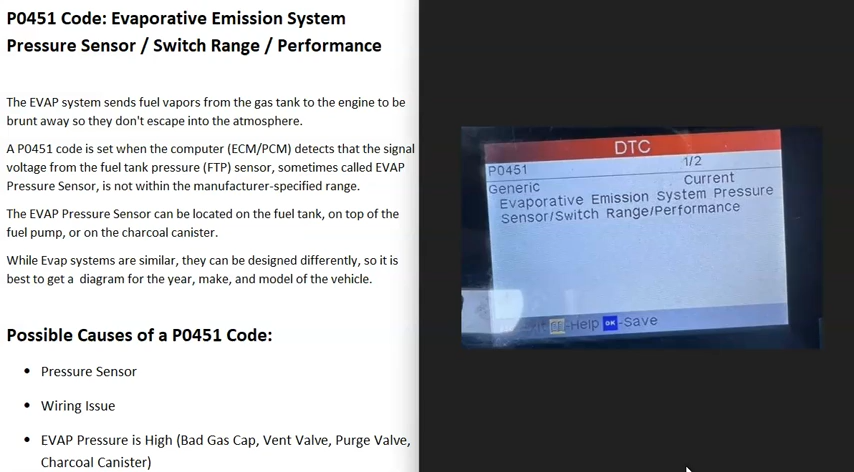 P0451 Code: Evaporative Emission System
Pressure Sensor / Switch Range / Performance
The EVAP system sends fuel vapors from the gas tank to the engine to be
brunt away so they don't escape into the atmosphere.
A P0451 code is set when the computer (ECM/PCM) detects that the signal
voltage from the fuel tank pressure (FTP) sensor, sometimes called EVAP
Pressure Sensor, is not within the manufacturer-specified range.
The EVAP Pressure Sensor can be located on the fuel tank, on top of the
fuel pump, or on the charcoal canister.
While Evap systems are similar, they can be designed differently, so it is
best to get a diagram for the year, make, and model of the vehicle.
Possible Causes of a P0451 Code:
• Pressure Sensor
• Wiring Issue
• EVAP Pressure is High (Bad Gas Cap, Vent Valve, Purge Valve,
Charcoal Canister)
DTC
P0451 1/2
Generic Current
Evaporative Emission System Pressure
Sensor/Switch Range/Performance
-Help OK -Save